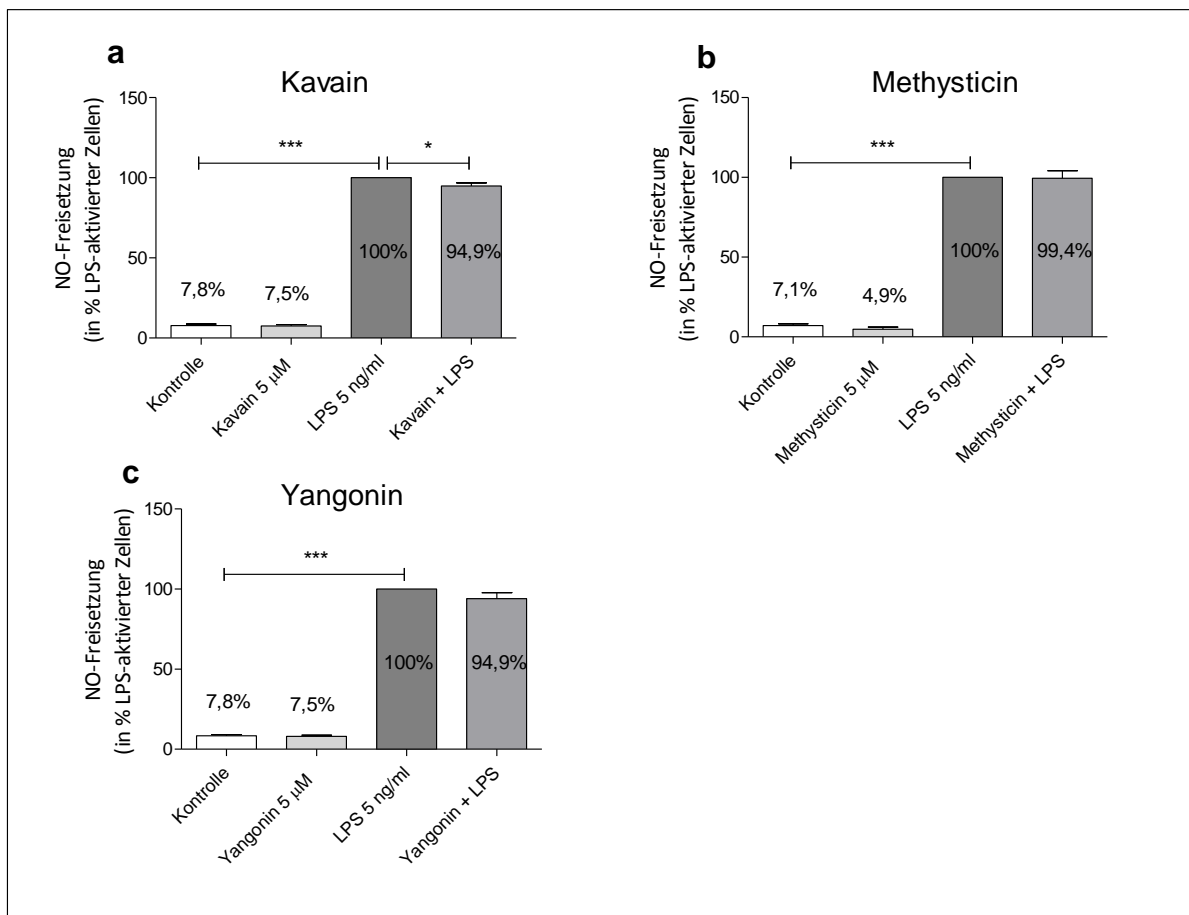 a
Kavain
NO-Freisetzung
(in % LPS-aktivierter Zellen)
150
100
50
0
***
*
7,8%
7,5%
100%
94,9%
Kontrolle
Kavain 5 μM
LPS 5 ng/ml
Kavain + LPS
b
Methysticin
NO-Freisetzung
(in % LPS-aktivierter Zellen)
150
100
50
0
***
7,1%
4,9%
100%
99,4%
Kontrolle
Methysticin 5 μM
LPS 5 ng/ml
Methysticin + LPS
c
Yangonin
NO-Freisetzung
(in % LPS-aktivierter Zellen)
150
100
50
0
***
7,8%
7,5%
100%
94,9%
Kontrolle
Yangonin 5 μM
LPS 5 ng/ml
Yangonin + LPS